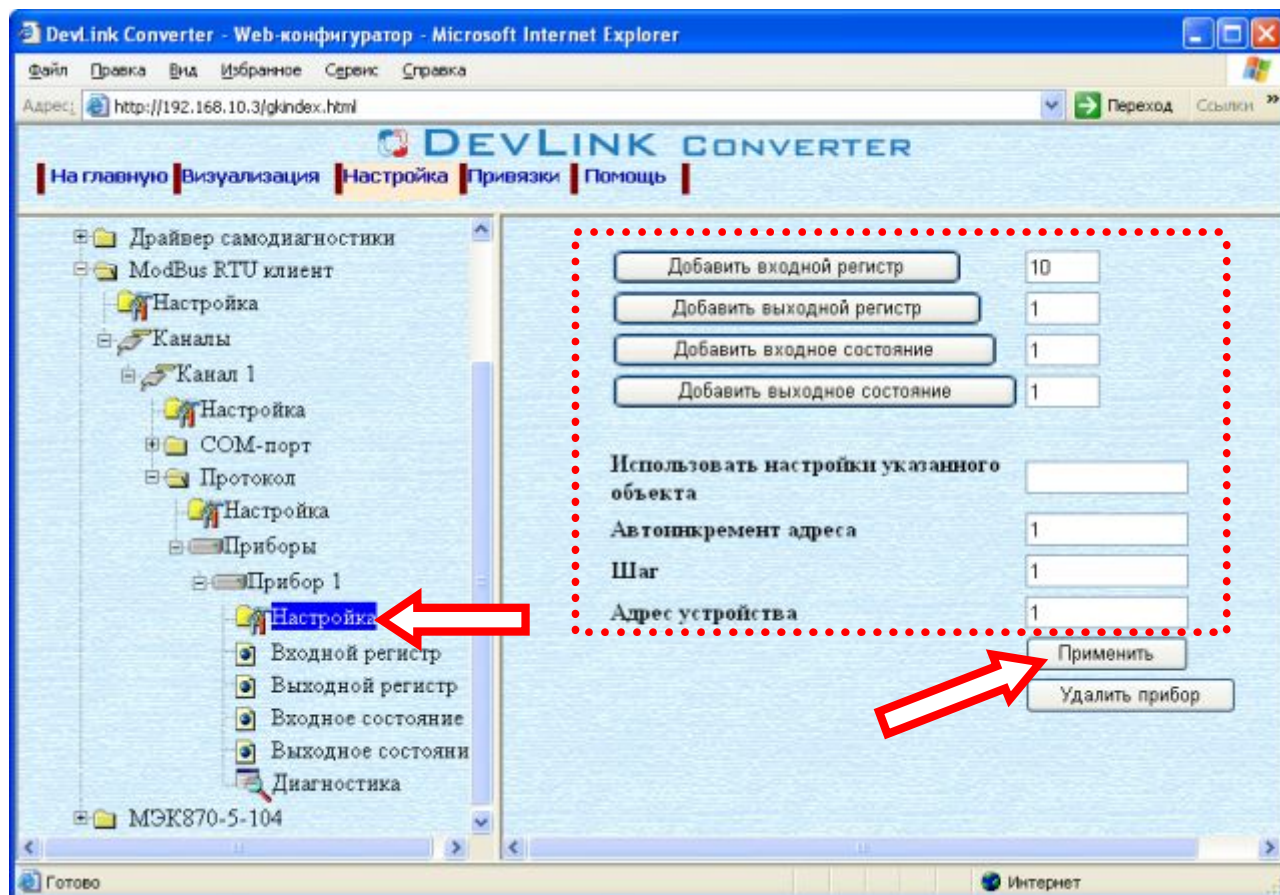 DevLink Converter - Web-конфигуратор - Microsoft Internet Explorer
Файл Правка Вид Избранное Сервис Справка
Адрес: http://192.168.10.3/gkindex.html Переход Ссылки »
DEVLINK CONVERTER
На главную Визуализация Настройка Привязки Помощь
Драйвер самодиагностики
ModBus RTU клиент
Настройка
Каналы
Канал 1
Настройка
COM-порт
Протокол
Настройка
Приборы
Прибор 1
Настройка
Входной регистр
Выходной регистр
Входное состояние
Выходное состояни
Диагностика
МЭК870-5-104
Добавить входной регистр 10
Добавить выходной регистр 1
Добавить входное состояние 1
Добавить выходное состояние 1
Использовать настройки указанного
объекта
Автоинкремент адреса 1
Шаг 1
Адрес устройства 1
Применить
Удалить прибор
Готово Интернет